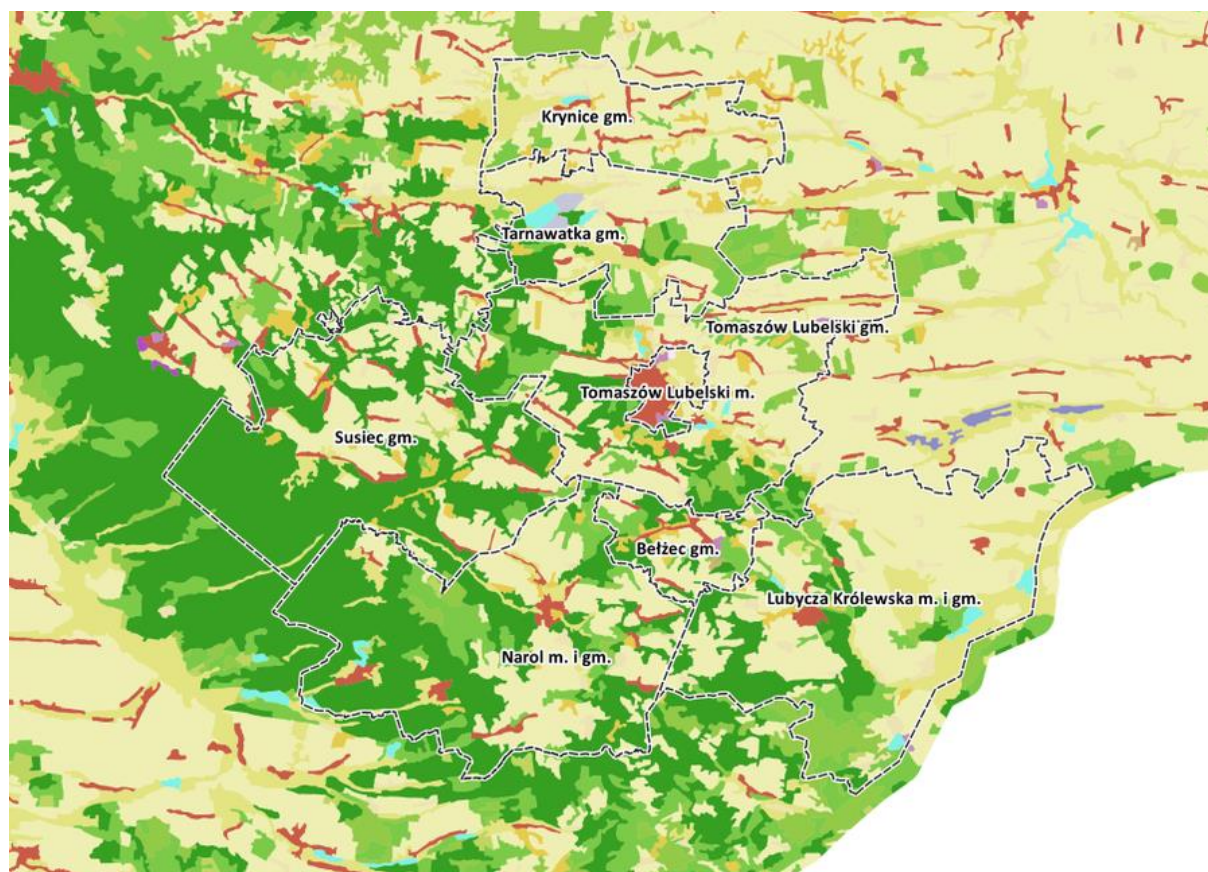 Krynice gm.
Tarnawatka gm.
Tomaszów Lubelski gm.
Tomaszów Lubelski m.
Susiec gm.
Bełżec gm.
Lubycza Królewska m. i gm.
Narol m. i gm.